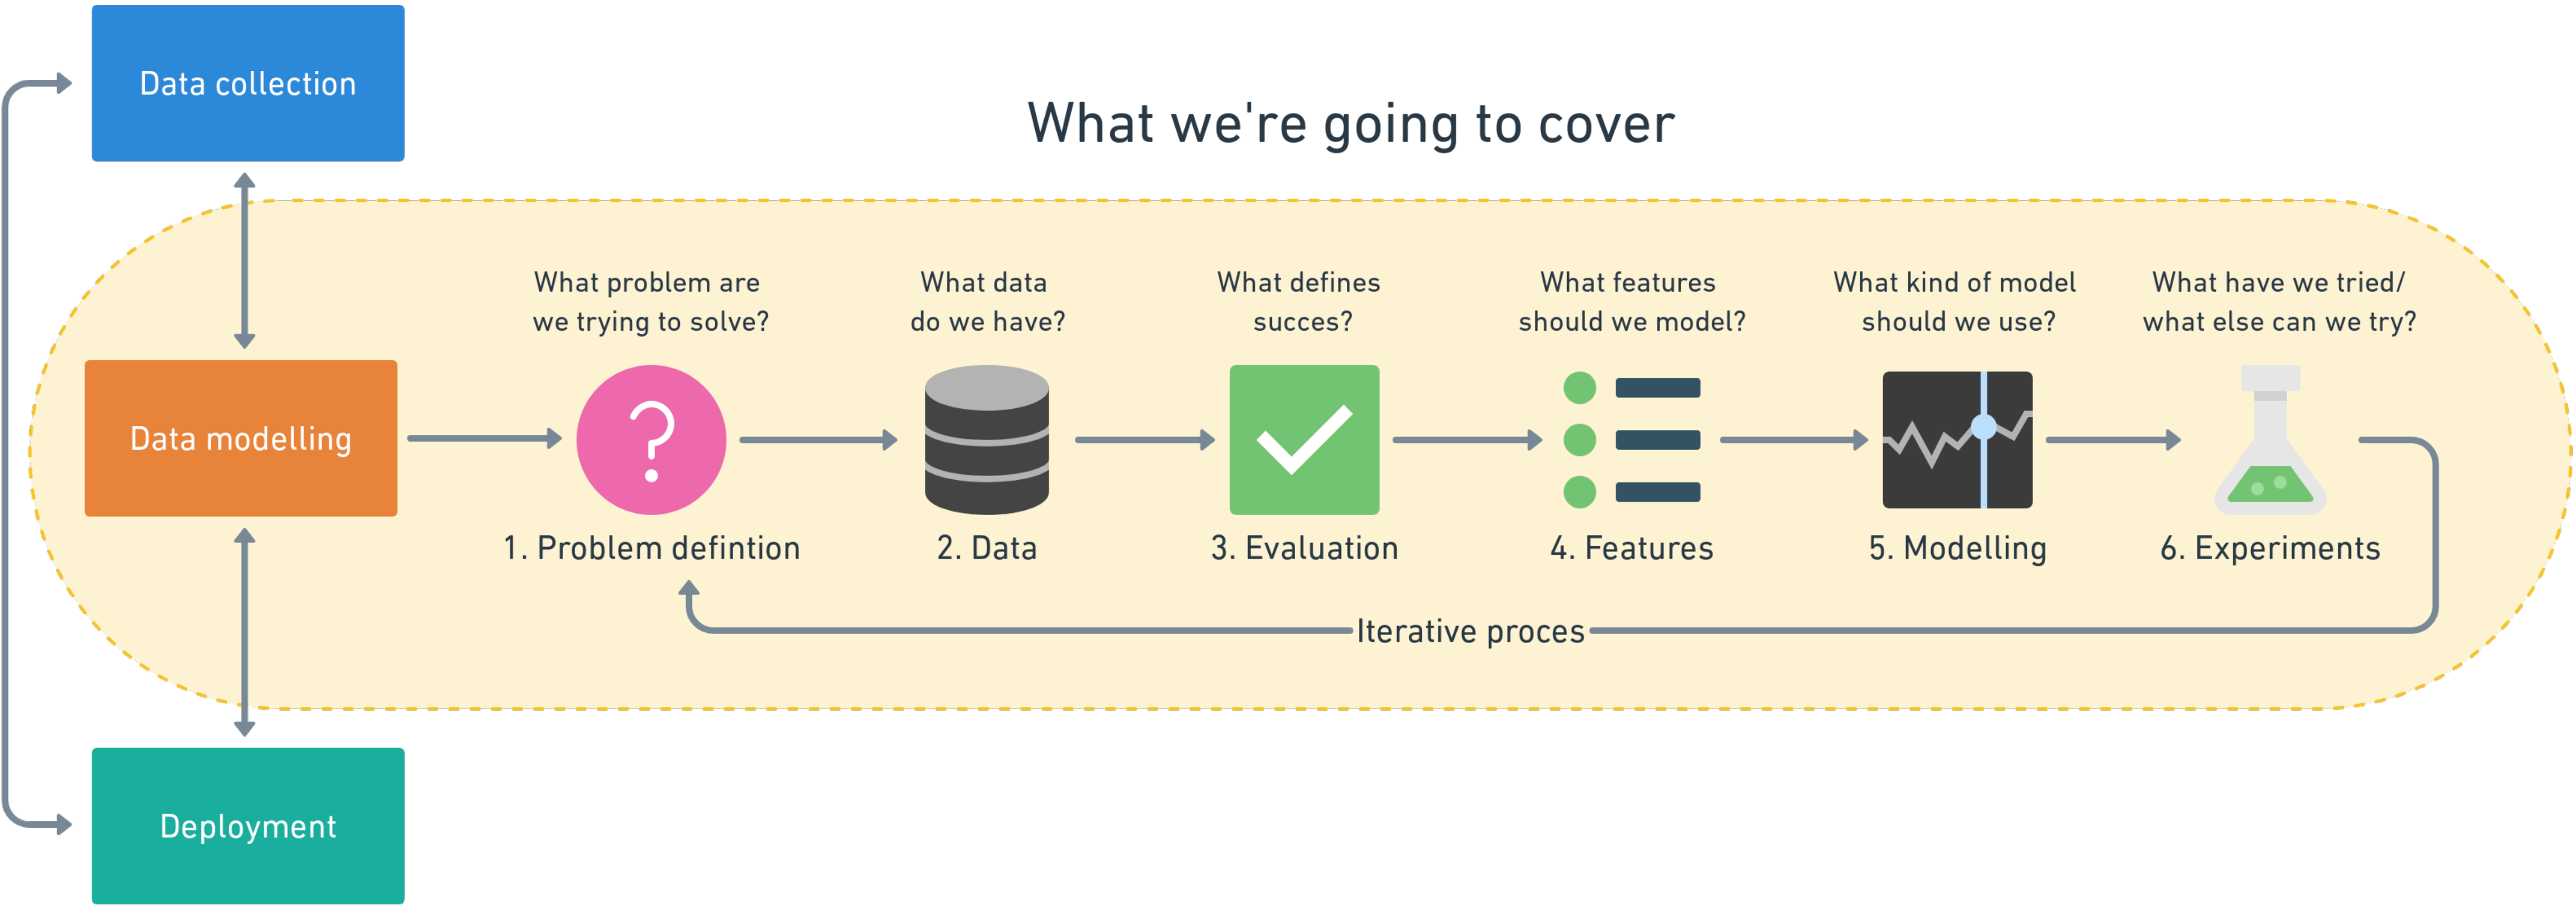 Data collection
What we're going to cover
What problem are
we trying to solve?
What data
do we have?
What defines
succes?
What features
should we model?
What kind of model
should we use?
What have we tried/
what else can we try?
Data modelling
1. Problem defintion
2. Data
3. Evaluation
4. Features
5. Modelling
6. Experiments
Iterative proces
Deployment